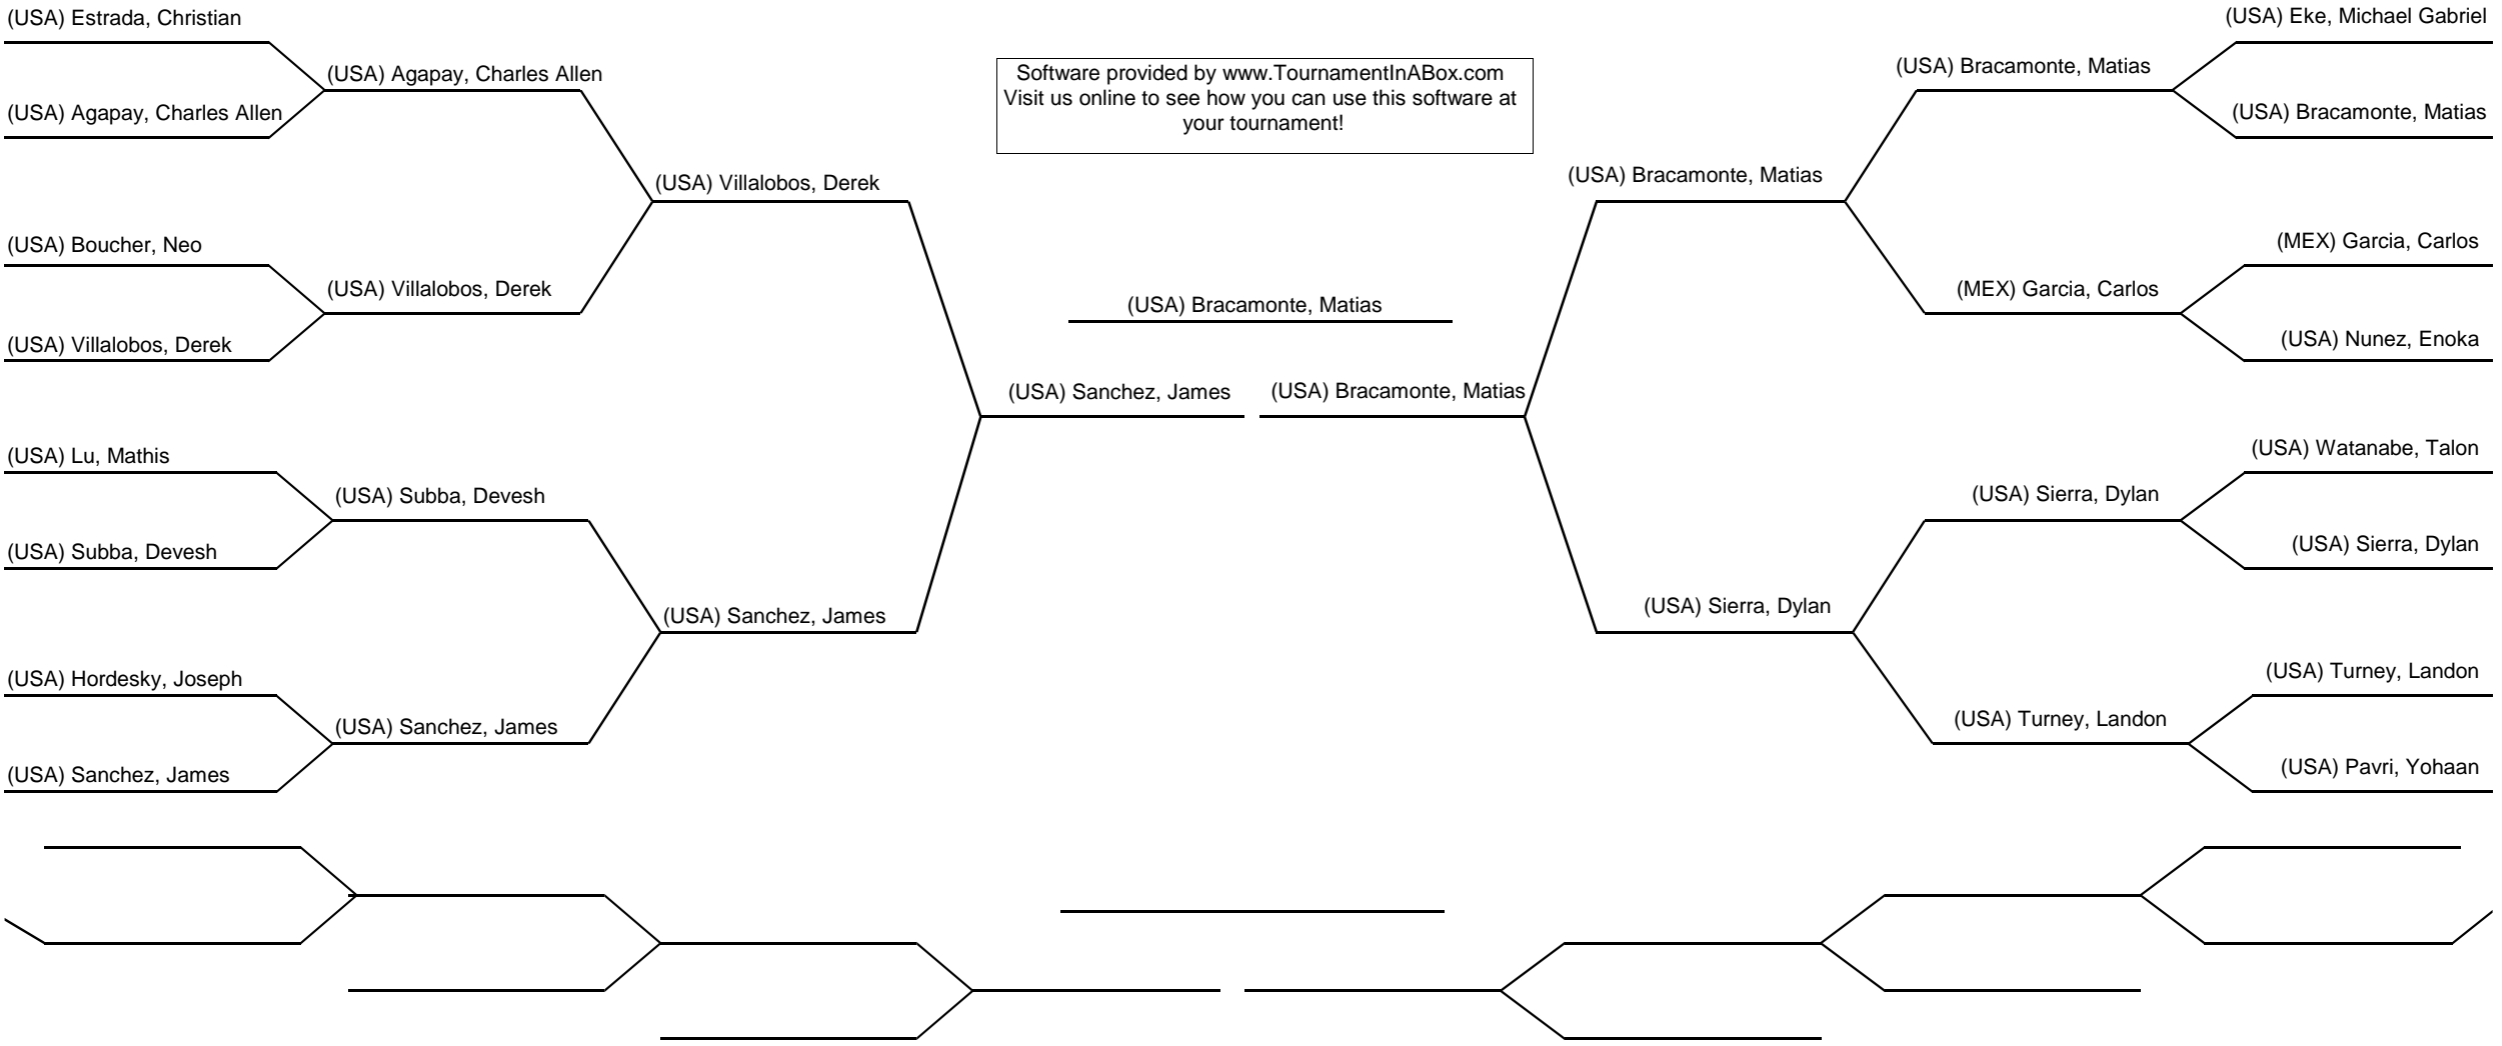 (USA) Estrada, Christian
(USA) Agapay, Charles Allen
(USA) Boucher, Neo
(USA) Villalobos, Derek
(USA) Lu, Mathis
(USA) Subba, Devesh
(USA) Hordesky, Joseph
(USA) Sanchez, James
(USA) Agapay, Charles Allen
(USA) Villalobos, Derek
(USA) Subba, Devesh
(USA) Sanchez, James
(USA) Villalobos, Derek
(USA) Sanchez, James
Software provided by www.TournamentInABox.com
Visit us online to see how you can use this software at
your tournament!
(USA) Bracamonte, Matias
(USA) Sanchez, James
(USA) Bracamonte, Matias
(USA) Bracamonte, Matias
(USA) Sierra, Dylan
(USA) Bracamonte, Matias
(MEX) Garcia, Carlos
(USA) Sierra, Dylan
(USA) Turney, Landon
(USA) Eke, Michael Gabriel
(USA) Bracamonte, Matias
(MEX) Garcia, Carlos
(USA) Nunez, Enoka
(USA) Watanabe, Talon
(USA) Sierra, Dylan
(USA) Turney, Landon
(USA) Pavri, Yohaan